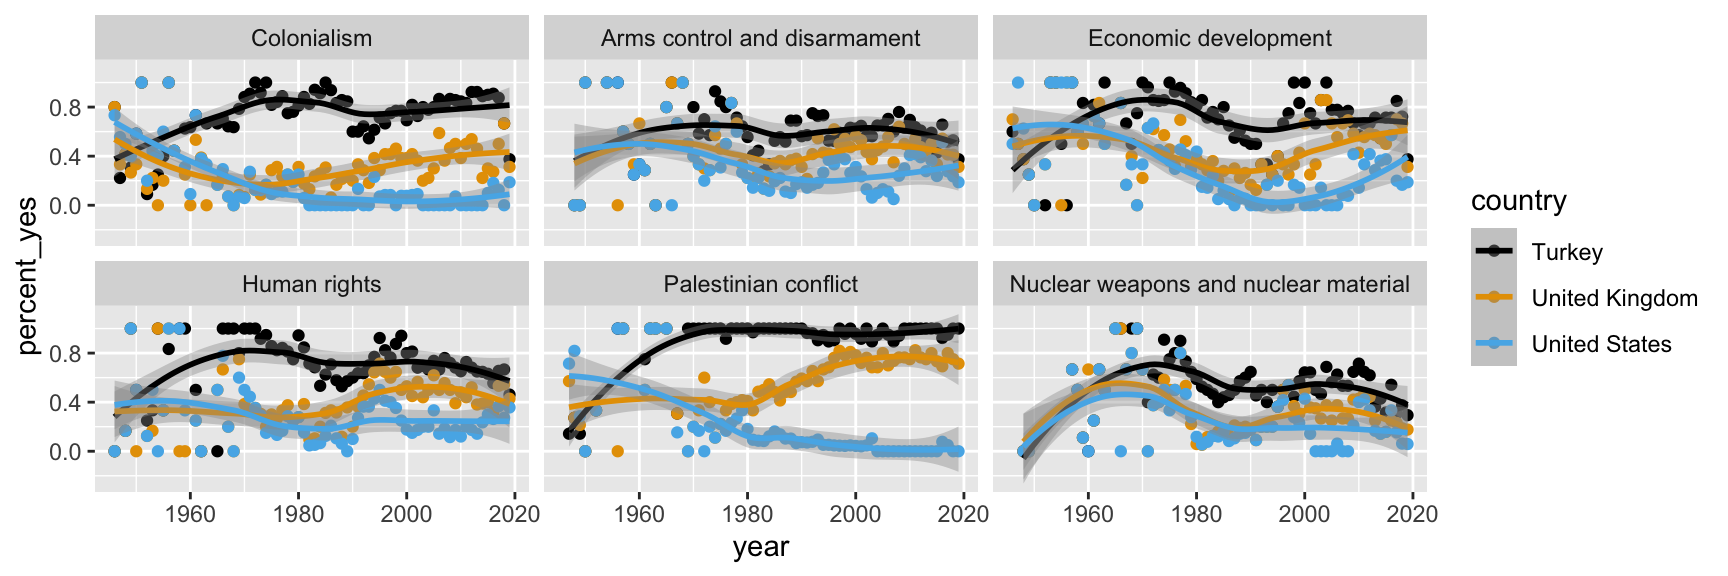 Colonialism
Arms control and disarmament
Economic development
0.8
0.4
0.0
Human rights
Palestinian conflict
Nuclear weapons and nuclear material
0.8
0.4
0.0
1960 1980 2000 2020
1960 1980 2000 2020
1960 1980 2000 2020
year
percent_yes
country
Turkey
United Kingdom
United States